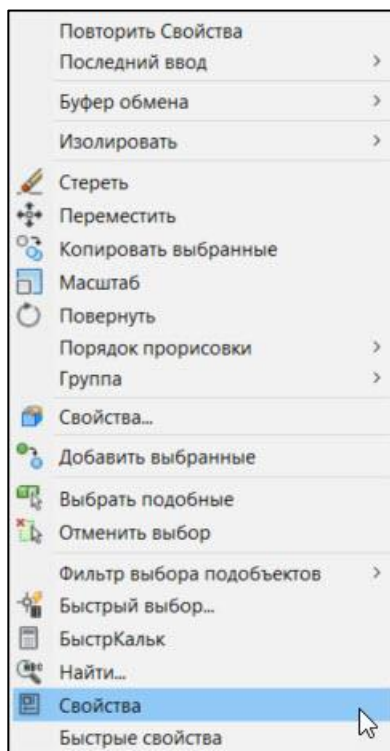 Повторить Свойства
Последний ввод
Буфер обмена
Изолировать
Стереть
Переместить
Копировать выбранные
Масштаб
Повернуть
Порядок прорисовки
Группа
Свойства...
Добавить выбранные
Выбрать подобные
Отменить выбор
Фильтр выбора подобъектов
Быстрый выбор...
БыстрКальк
Найти...
Свойства
Быстрые свойства